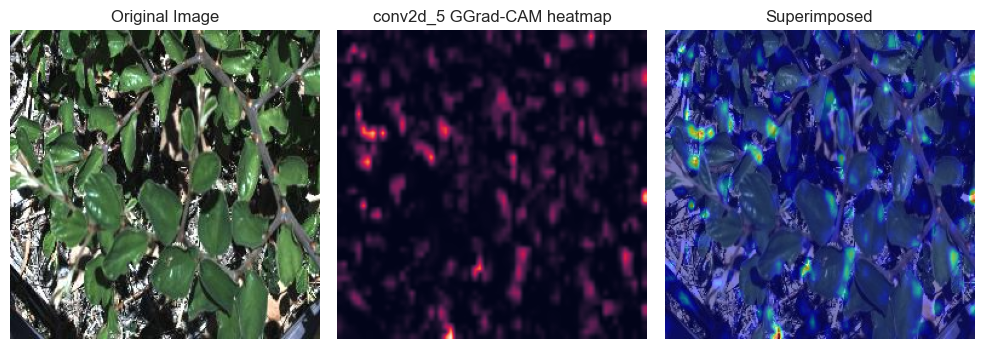 Original Image
conv2d_5 GGrad-CAM heatmap
Superimposed